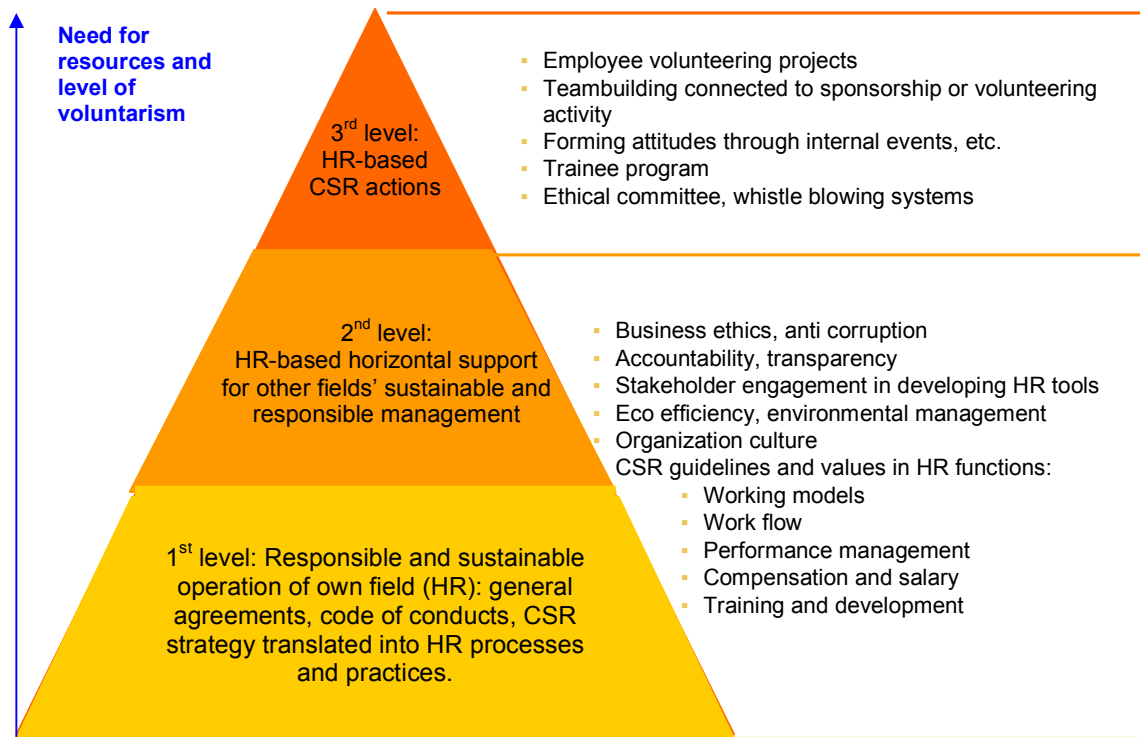 Need for
resources and
level of
voluntarism
3rd level:
HR-based
CSR actions
▪ Employee volunteering projects
▪ Teambuilding connected to sponsorship or volunteering
activity
▪ Forming attitudes through internal events, etc.
▪ Trainee program
▪ Ethical committee, whistle blowing systems
2nd level:
HR-based horizontal support
for other fields’ sustainable and
responsible management
▪ Business ethics, anti corruption
▪ Accountability, transparency
▪ Stakeholder engagement in developing HR tools
▪ Eco efficiency, environmental management
▪ Organization culture
CSR guidelines and values in HR functions:
▪ Working models
▪ Work flow
▪ Performance management
▪ Compensation and salary
▪ Training and development
1st level: Responsible and sustainable
operation of own field (HR): general
agreements, code of conducts, CSR
strategy translated into HR processes
and practices.